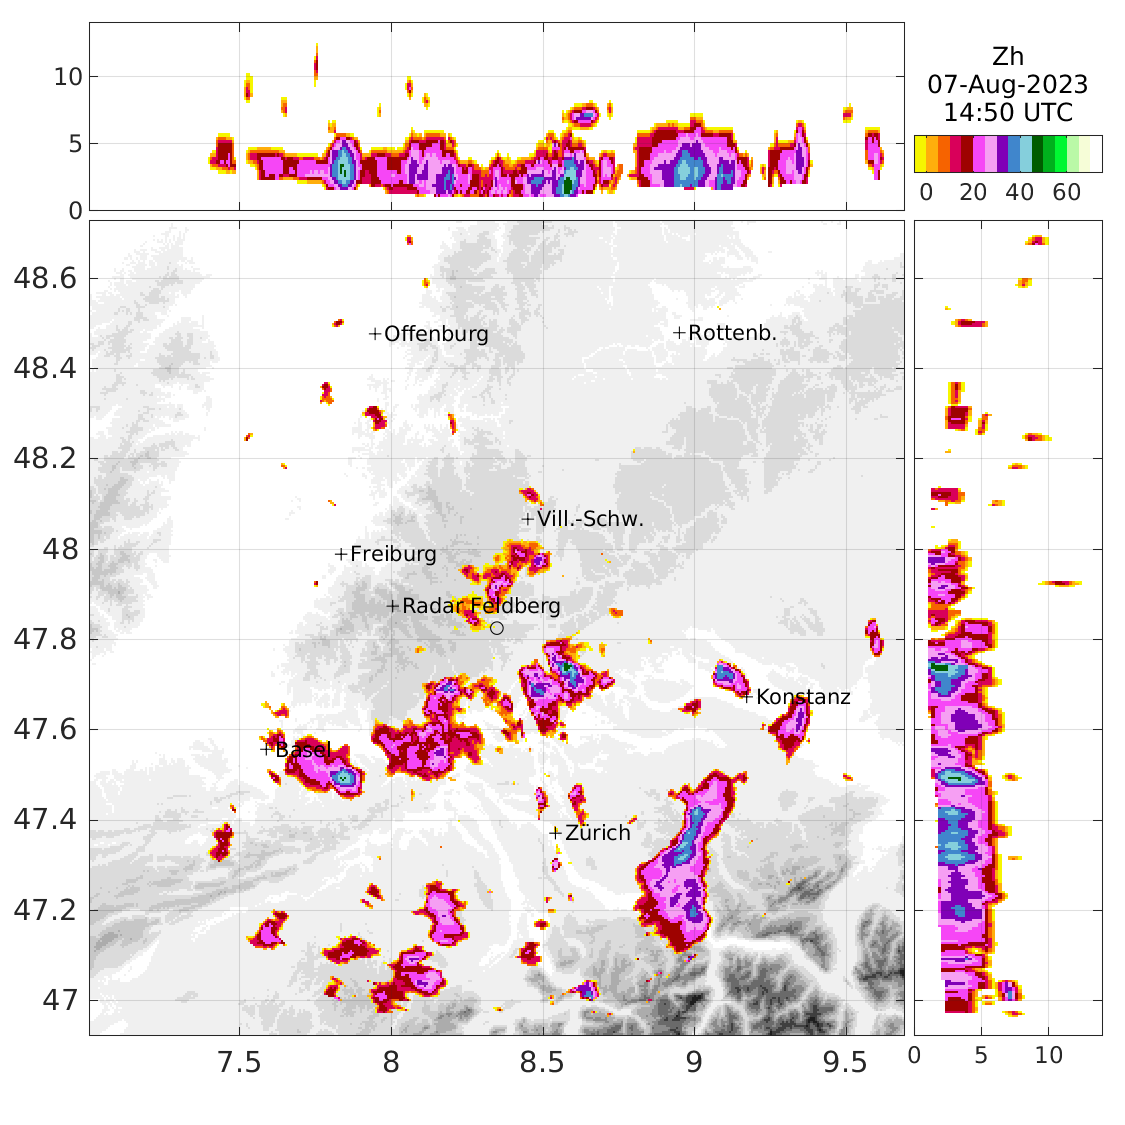 10
5
0
Zh
07-Aug-2023
14:50 UTC
0 20 40 60
48.6
48.4
48.2
48
47.8
47.6
47.4
47.2
47
+Offenburg
+Rottenb.
+Vill.-Schw.
+Freiburg
+Radar Feldberg
+Konstanz
+Basel
+Zürich
7.5 8 8.5 9 9.5
0 5 10